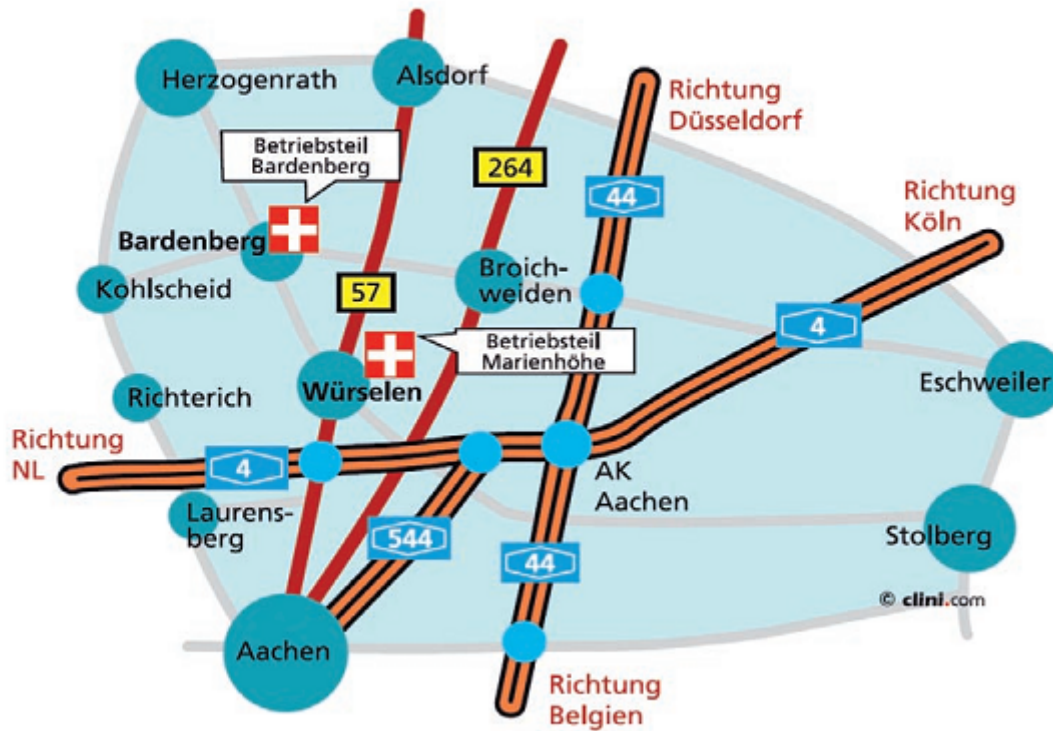 Herzogenrath
Alsdorf
Richtung
Düsseldorf
Betriebsteil
Bardenberg
264
44
Richtung
Köln
Bardenberg
Kohlscheid
57
Broich-
weiden
4
Betriebsteil
Marienhöhe
Richterich
Würselen
Eschweiler
Richtung
NL
4
AK
Aachen
Laurens-
berg
544
44
Stolberg
© clini.com
Aachen
Richtung
Belgien